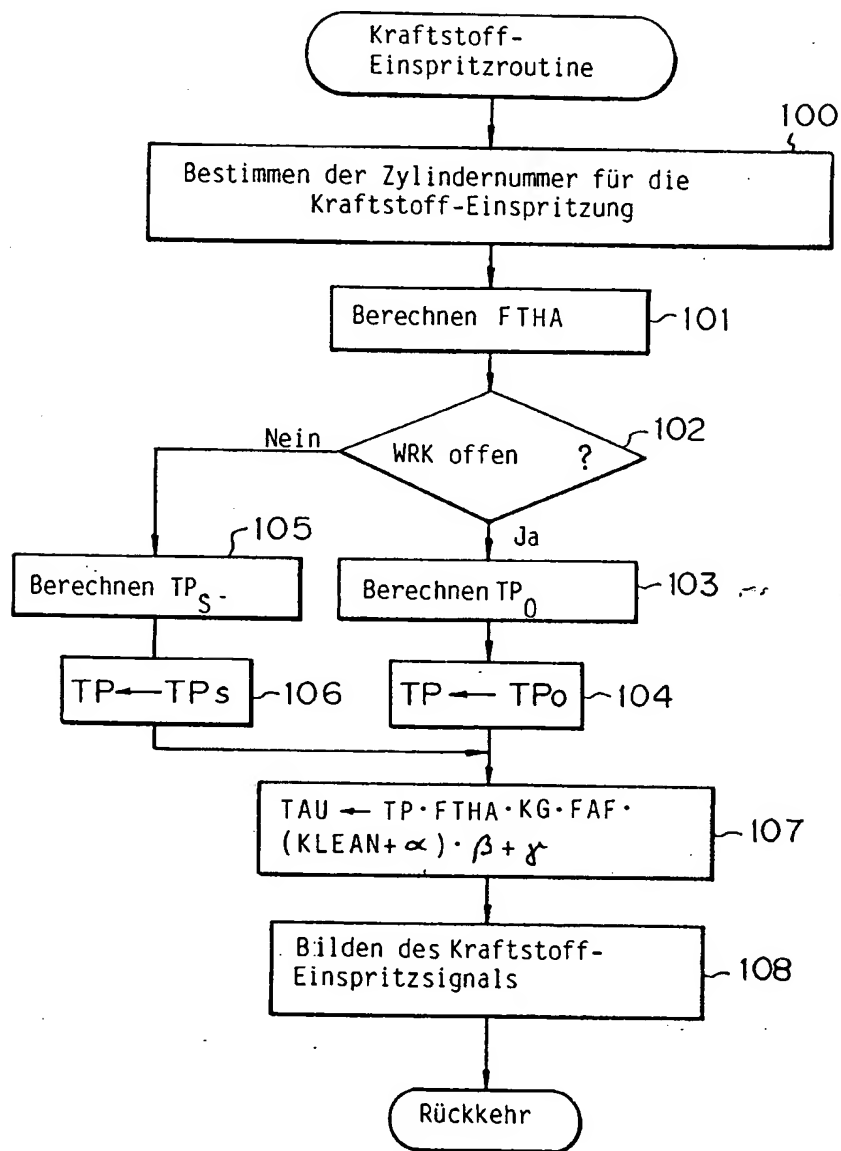 Kraftstoff-
Einspritzroutine
100
Bestimmen der Zylindernummer für die
Kraftstoff-Einspritzung
Berechnen FTHA
101
WRK offen ?
102
Nein
Ja
105
Berechnen TPS
Berechnen TP0
103
TP ← TPs
106
TP ← TPo
104
TAU ← TP·FTHA·KG·FAF·
(KLEAN+α)·β+γ
107
Bilden des Kraftstoff-
Einspritzsignals
108
Rückkehr